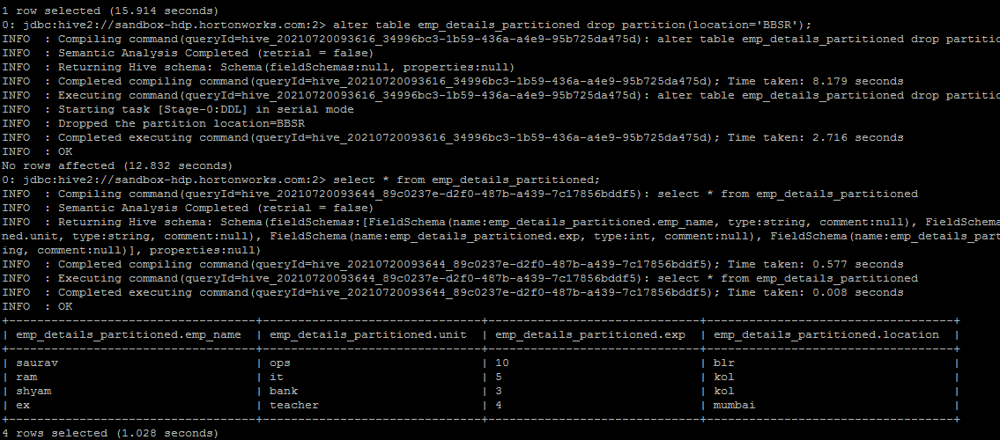 1 row selected (15.914 seconds)
0: jdbc:hive2://sandbox-hdp.hortonworks.com:2> alter table emp_details_partitioned drop partition(location='BBSR');
INFO  : Compiling command(queryId=hive_20210720093616_34996bc3-1b59-436a-a4e9-95b725da475d): alter table emp_details_partitioned drop partitio
INFO  : Semantic Analysis Completed (retrial = false)
INFO  : Returning Hive schema: Schema(fieldSchemas:null, properties:null)
INFO  : Completed compiling command(queryId=hive_20210720093616_34996bc3-1b59-436a-a4e9-95b725da475d); Time taken: 8.179 seconds
INFO  : Executing command(queryId=hive_20210720093616_34996bc3-1b59-436a-a4e9-95b725da475d): alter table emp_details_partitioned drop partitio
INFO  : Starting task [Stage-0:DDL] in serial mode
INFO  : Dropped the partition location=BBSR
INFO  : Completed executing command(queryId=hive_20210720093616_34996bc3-1b59-436a-a4e9-95b725da475d); Time taken: 2.716 seconds
INFO  : OK
No rows affected (12.832 seconds)
0: jdbc:hive2://sandbox-hdp.hortonworks.com:2> select * from emp_details_partitioned;
INFO  : Compiling command(queryId=hive_20210720093644_89c0237e-d2f0-487b-a439-7c17856bddf5): select * from emp_details_partitioned
INFO  : Semantic Analysis Completed (retrial = false)
INFO  : Returning Hive schema: Schema(fieldSchemas:[FieldSchema(name:emp_details_partitioned.emp_name, type:string, comment:null), FieldSchema
ned.unit, type:string, comment:null), FieldSchema(name:emp_details_partitioned.exp, type:int, comment:null), FieldSchema(name:emp_details_part
ing, comment:null)], properties:null)
INFO  : Completed compiling command(queryId=hive_20210720093644_89c0237e-d2f0-487b-a439-7c17856bddf5); Time taken: 0.577 seconds
INFO  : Executing command(queryId=hive_20210720093644_89c0237e-d2f0-487b-a439-7c17856bddf5): select * from emp_details_partitioned
INFO  : Completed executing command(queryId=hive_20210720093644_89c0237e-d2f0-487b-a439-7c17856bddf5); Time taken: 0.008 seconds
INFO  : OK
+-----------------------------------+-------------------------------+------------------------------+-----------------------------------+
| emp_details_partitioned.emp_name  | emp_details_partitioned.unit  | emp_details_partitioned.exp  | emp_details_partitioned.location  |
+-----------------------------------+-------------------------------+------------------------------+-----------------------------------+
| saurav                            | ops                           | 10                           | blr                               |
| ram                               | it                            | 5                            | kol                               |
| shyam                             | bank                          | 3                            | kol                               |
| ex                                | teacher                       | 4                            | mumbai                            |
+-----------------------------------+-------------------------------+------------------------------+-----------------------------------+
4 rows selected (1.028 seconds)